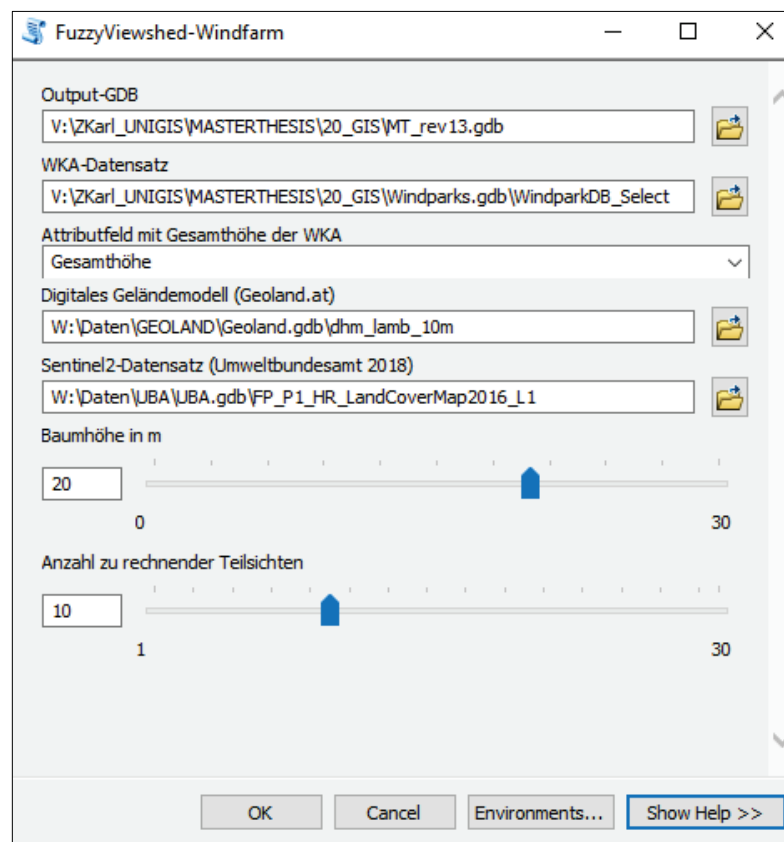 FuzzyViewshed-Windfarm
Output-GDB
V:\ZKarl_UNIGIS\MASTERTHESIS\20_GIS\MT_rev13.gdb
WKA-Datensatz
V:\ZKarl_UNIGIS\MASTERTHESIS\20_GIS\Windparks.gdb\WindparkDB_Select
Attributfeld mit Gesamthöhe der WKA
Gesamthöhe
Digitales Geländemodell (Geoland.at)
W:\Daten\GEOLAND\Geoland.gdb\dhm_lamb_10m
Sentinel2-Datensatz (Umweltbundesamt 2018)
W:\Daten\UBA\UBA.gdb\FP_P1_HR_LandCoverMap2016_L1
Baumhöhe in m
20
0 30
Anzahl zu rechnender Teilsichten
10
1 30
OK Cancel Environments... Show Help >>